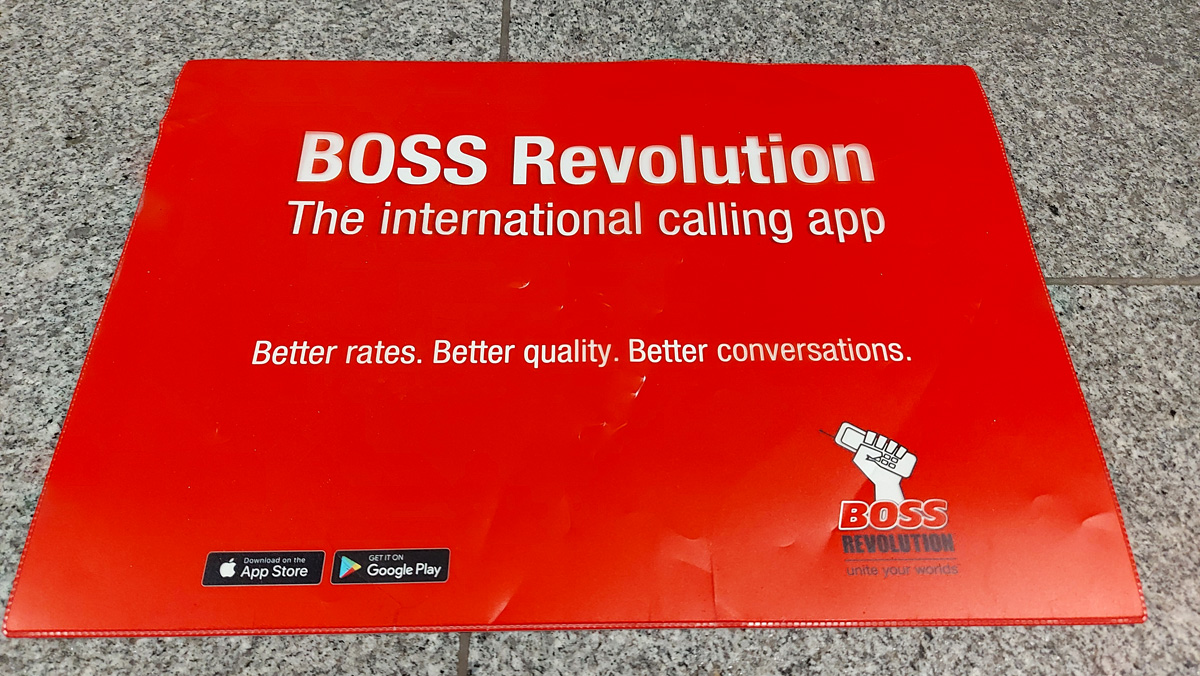 BOSS Revolution
The international calling app
Better rates. Better quality. Better conversations.
BOSS
REVOLUTION
unite your worlds
Download on the
App Store
GET IT ON
Google Play